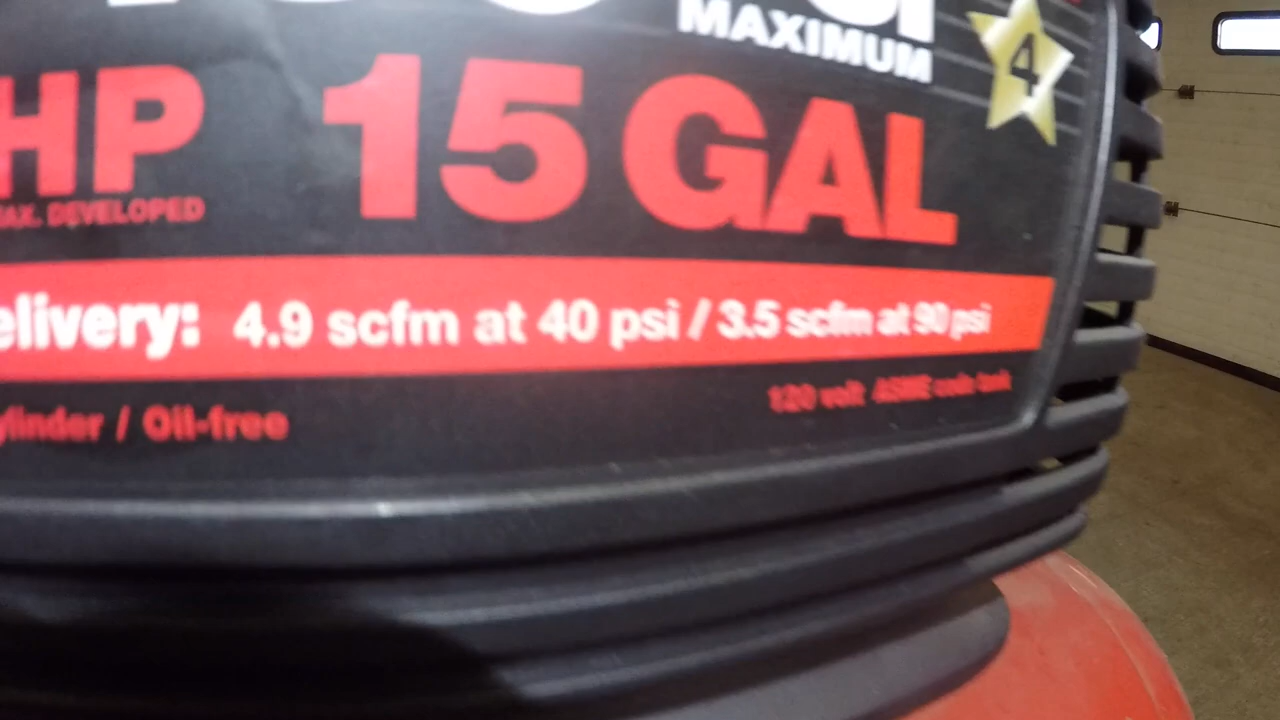 MAXIMUM
4
HP 15 GAL
MAX. DEVELOPED
elivery: 4.9 scfm at 40 psi / 3.5 scfm at 90 psi
120 volt ASME code tank
ylinder / Oil-free